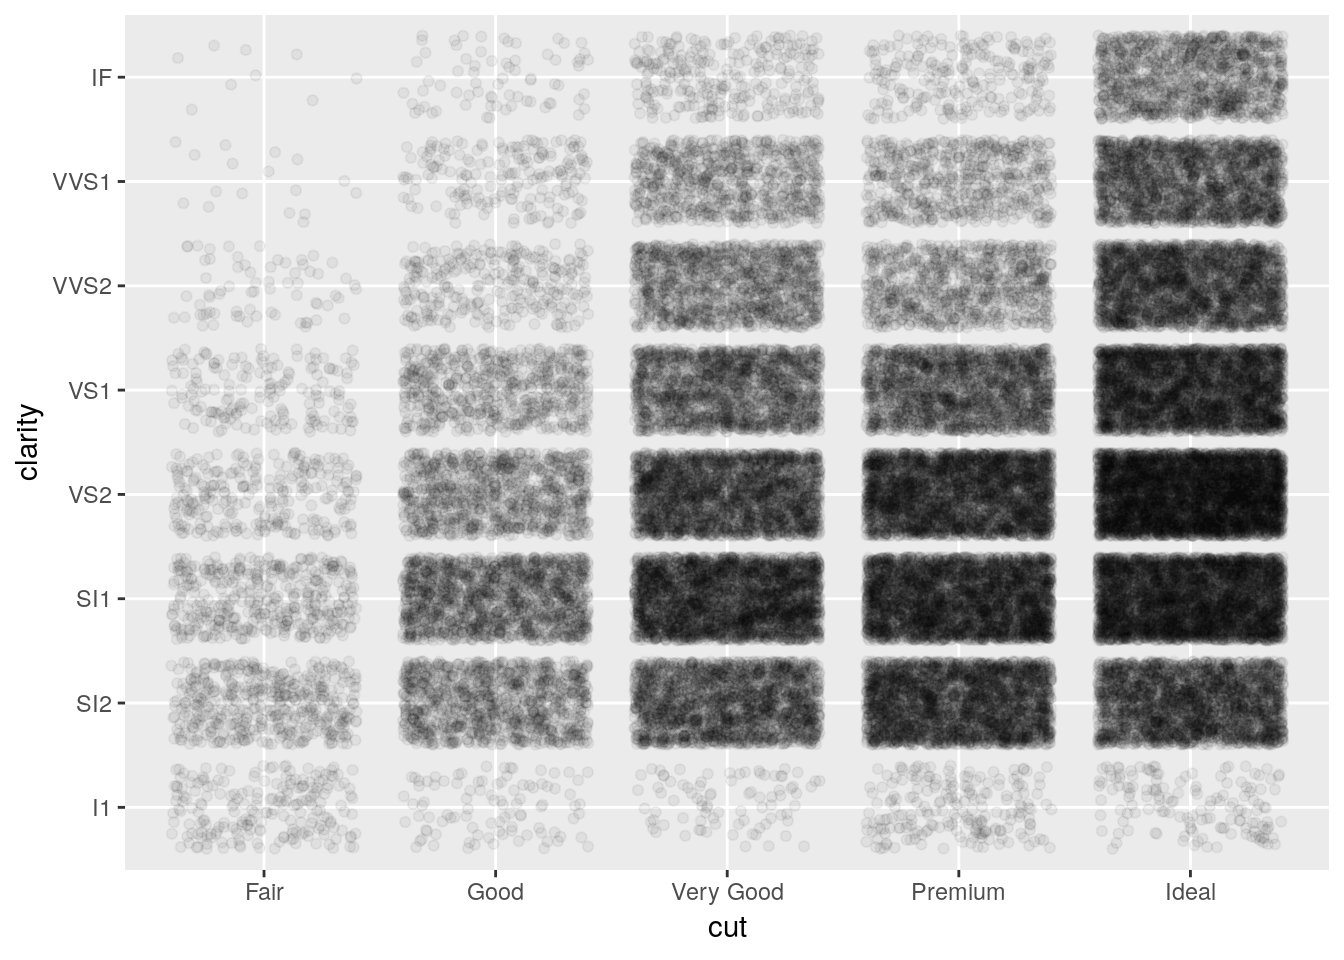 IF
VVS1
VVS2
VS1
VS2
SI1
SI2
I1
clarity
Fair Good Very Good Premium Ideal
cut